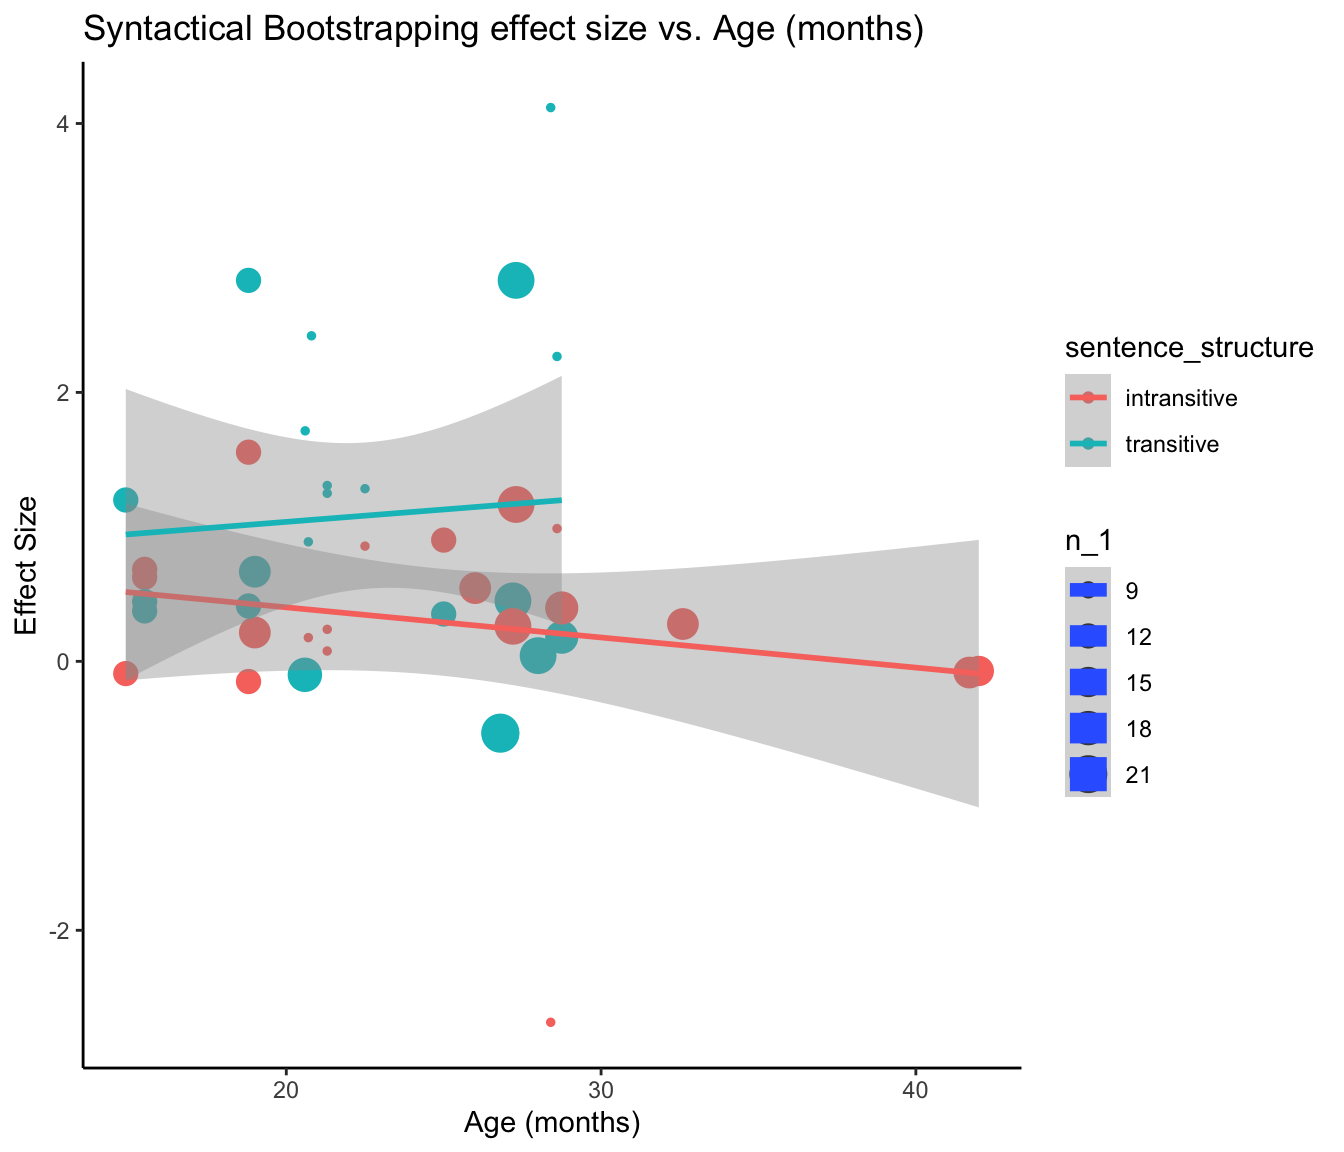 Syntactical Bootstrapping effect size vs. Age (months)
4
2
0
-2
Effect Size
20
30
40
Age (months)
sentence_structure
intransitive
transitive
n_1
9
12
15
18
21